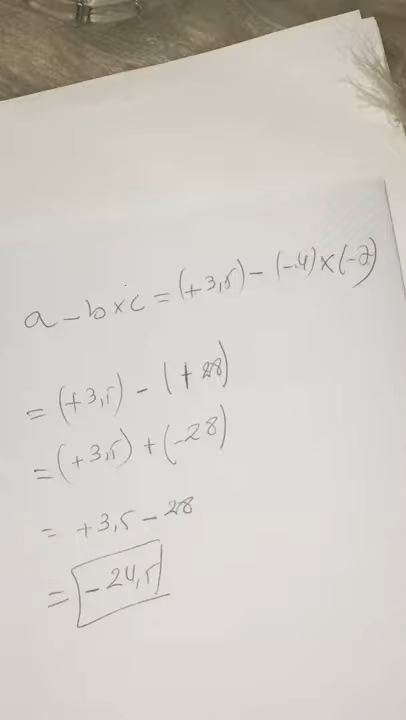 a - b × c = (+3,5) - (-4) × (-7)
= (+3,5) - (+28)
= (+3,5) + (-28)
= +3,5 - 28
= -24,5